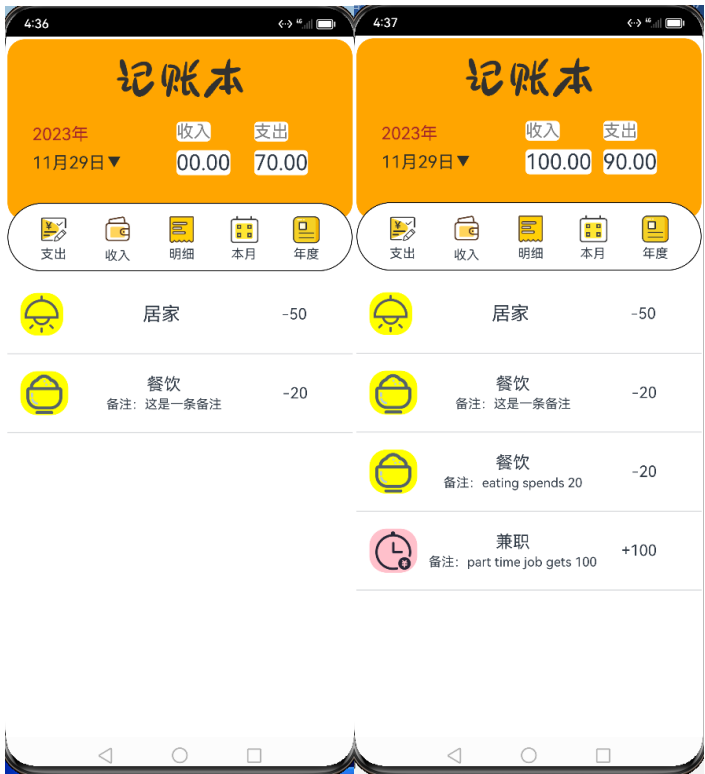 4:36
记账本
2023年
收入
支出
11月29日▼
00.00
70.00
支出
收入
明细
本月
年度
居家
-50
餐饮
-20
备注：这是一条备注
4:37
记账本
2023年
收入
支出
11月29日▼
100.00
90.00
支出
收入
明细
本月
年度
居家
-50
餐饮
-20
备注：这是一条备注
餐饮
-20
备注：eating spends 20
兼职
+100
备注：part time job gets 100